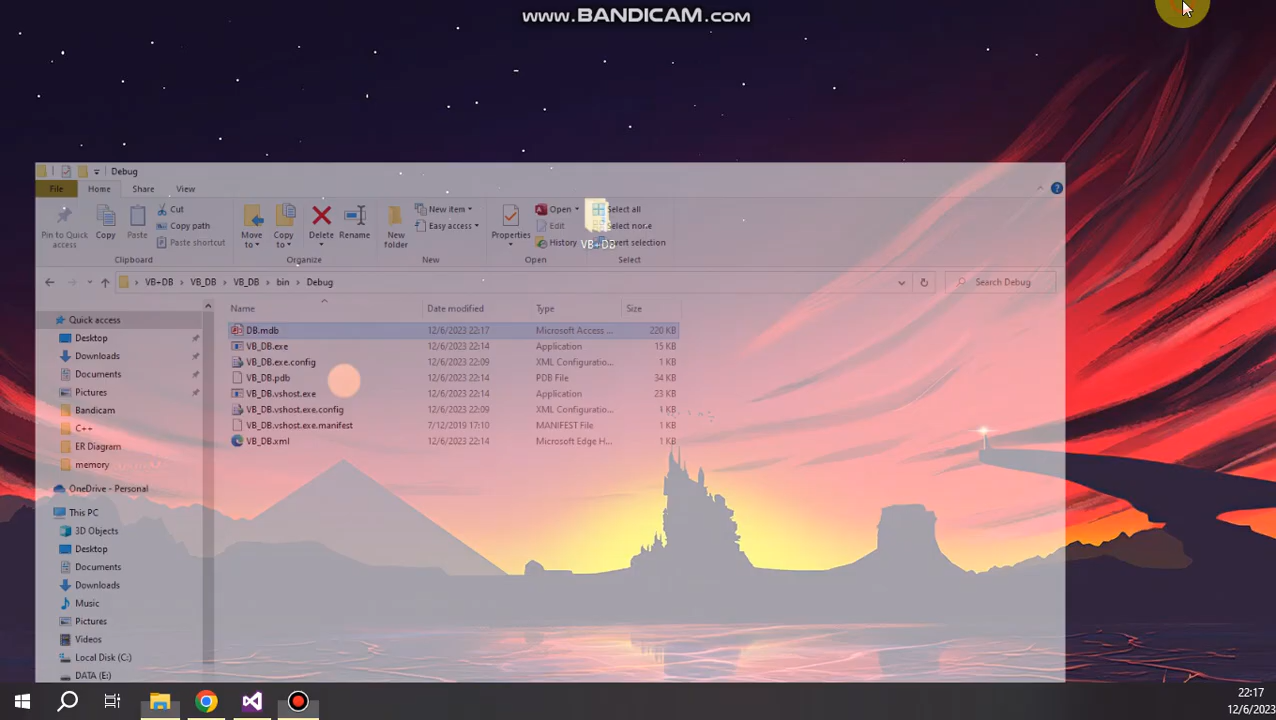 www.BANDICAM.com
Debug
File Home Share View
Pin to Quick access
Copy
Paste
Cut
Copy path
Paste shortcut
Clipboard
Move to
Copy to
Delete
Rename
Organize
New folder
New item
Easy access
New
Properties
Open
Edit
History
Open
Select all
Select none
Invert selection
Select
VB+DB
VB+DB VB_DB VB_DB bin Debug
Search Debug
Name Date modified Type Size
DB.mdb 12/6/2023 22:17 Microsoft Access ... 220 KB
VB_DB.exe 12/6/2023 22:14 Application 15 KB
VB_DB.exe.config 12/6/2023 22:09 XML Configuratio... 1 KB
VB_DB.pdb 12/6/2023 22:14 PDB File 34 KB
VB_DB.vshost.exe 12/6/2023 22:14 Application 23 KB
VB_DB.vshost.exe.config 12/6/2023 22:09 XML Configuratio... 1 KB
VB_DB.vshost.exe.manifest 7/12/2019 17:10 MANIFEST File 1 KB
VB_DB.xml 12/6/2023 22:14 Microsoft Edge H... 1 KB
Quick access
Desktop
Downloads
Documents
Pictures
Bandicam
C++
ER Diagram
memory
OneDrive - Personal
This PC
3D Objects
Desktop
Documents
Downloads
Music
Pictures
Videos
Local Disk (C:)
DATA (E:)
22:17
12/6/2023